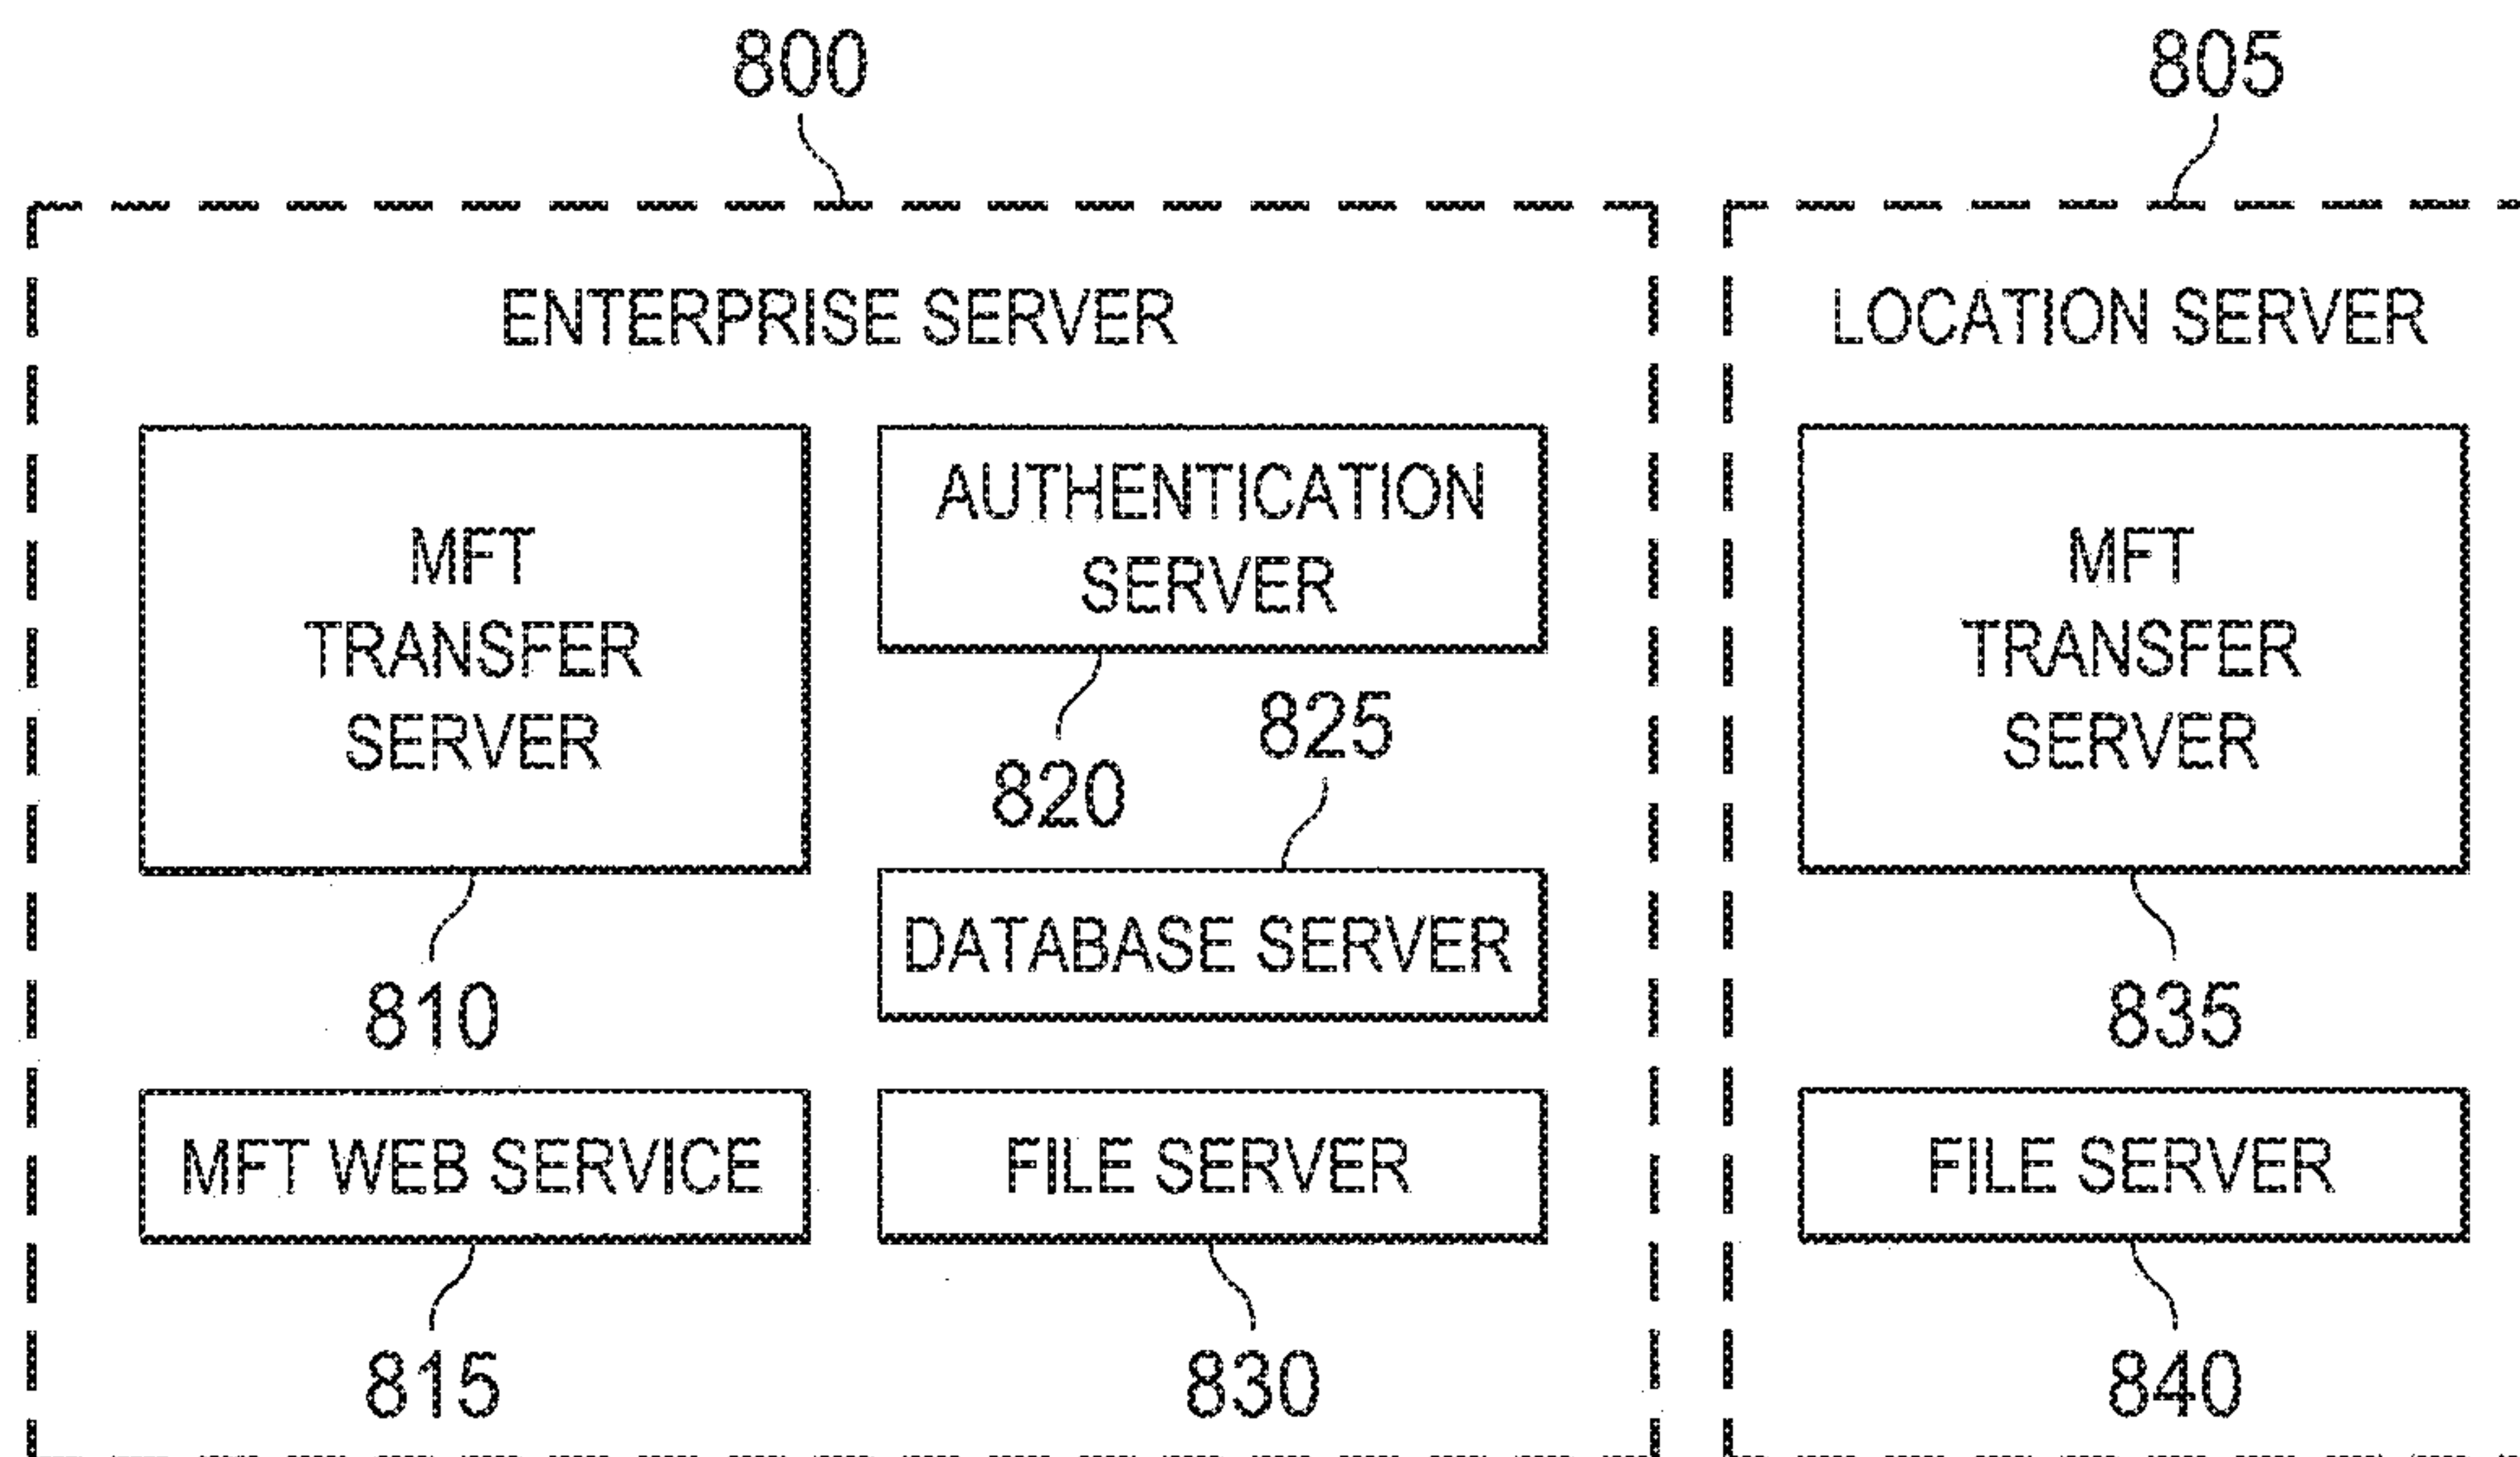 800
805
ENTERPRISE SERVER
LOCATION SERVER
MFT
TRANSFER
SERVER
810
AUTHENTICATION
SERVER
820
825
DATABASE SERVER
MFT WEB SERVICE
815
FILE SERVER
830
MFT
TRANSFER
SERVER
835
FILE SERVER
840